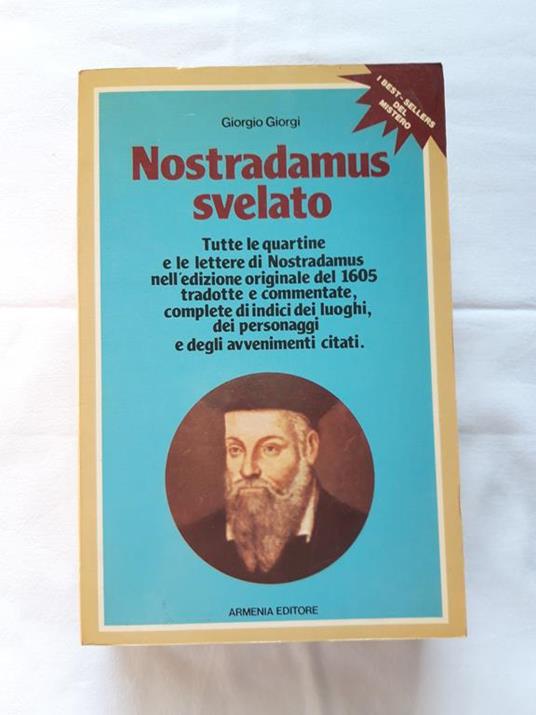 I BEST-SELLERS
DEL
MISTERO
Giorgio Giorgi
Nostradamus
svelato
Tutte le quartine
e le lettere di Nostradamus
nell'edizione originale del 1605
tradotte e commentate,
complete di indici dei luoghi,
dei personaggi
e degli avvenimenti citati.
ARMENIA EDITORE